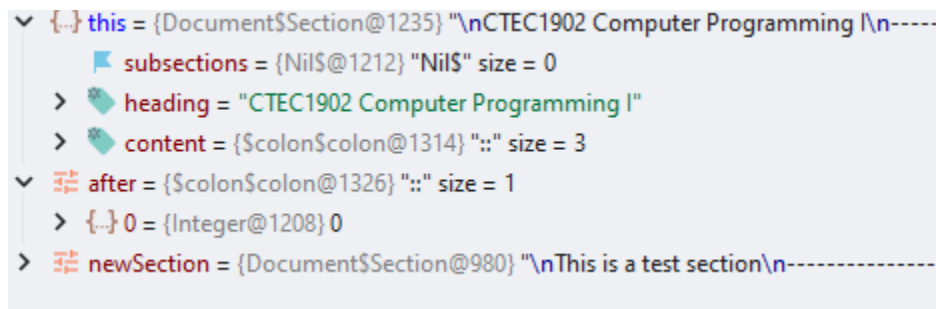 {...} this = {Document$Section@1235} "\nCTEC1902 Computer Programming I\n-----
subsections = {Nil$@1212} "Nil$" size = 0
heading = "CTEC1902 Computer Programming I"
content = {$colon$colon@1314} "::" size = 3
after = {$colon$colon@1326} "::" size = 1
{...} 0 = {Integer@1208} 0
newSection = {Document$Section@980} "\nThis is a test section\n---------------